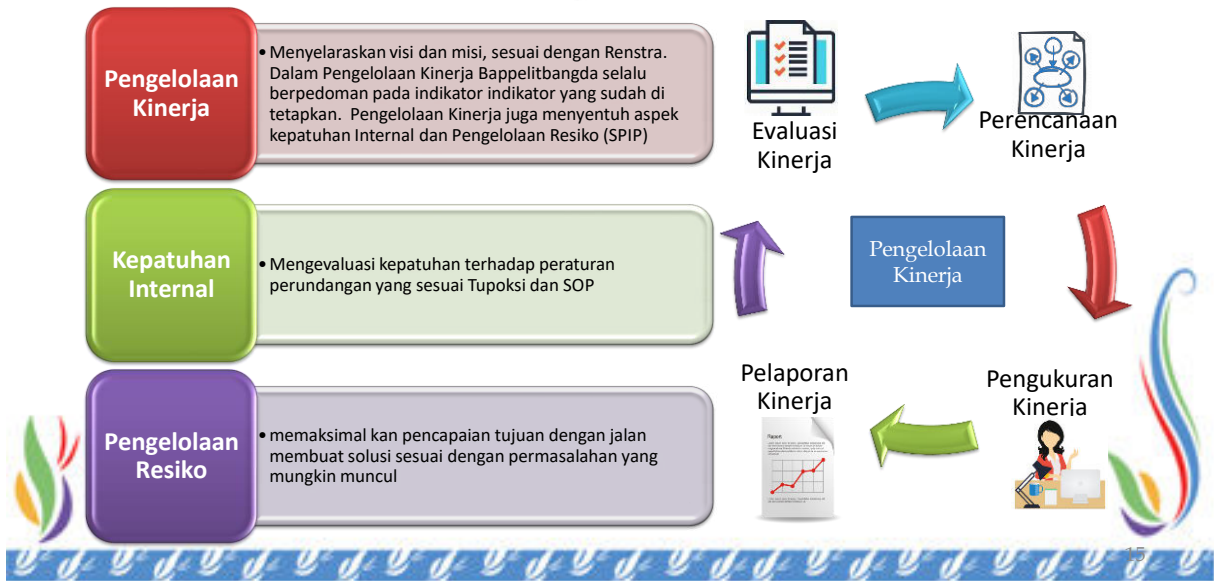 Pengelolaan
Kinerja
• Menyelaraskan visi dan misi, sesuai dengan Renstra.
Dalam Pengelolaan Kinerja Bappelitbangda selalu
berpedoman pada indikator indikator yang sudah di
tetapkan. Pengelolaan Kinerja juga menyentuh aspek
kepatuhan Internal dan Pengelolaan Resiko (SPIP)
Kepatuhan
Internal
• Mengevaluasi kepatuhan terhadap peraturan
perundangan yang sesuai Tupoksi dan SOP
Pengelolaan
Resiko
• memaksimal kan pencapaian tujuan dengan jalan
membuat solusi sesuai dengan permasalahan yang
mungkin muncul
Evaluasi
Kinerja
Perencanaan
Kinerja
Pengelolaan
Kinerja
Pelaporan
Kinerja
Pengukuran
Kinerja
Report
15